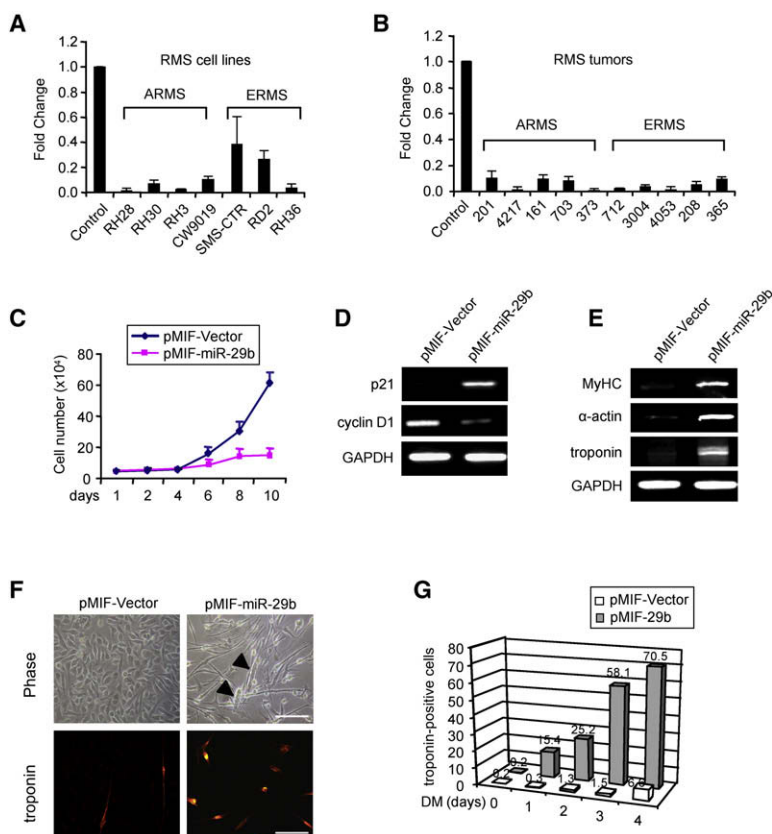 A
RMS cell lines
ARMS
ERMS
Fold Change
1.2
1.0
0.8
0.6
0.4
0.2
0.0
Control
RH28
RH30
RH3
CW9019
SMS-CTR
RD2
RH36
B
RMS tumors
ARMS
ERMS
Fold Change
1.2
1.0
0.8
0.6
0.4
0.2
0.0
Control
201
4217
161
703
373
712
3004
4053
208
365
C
pMIF-Vector
pMIF-miR-29b
Cell number (x10⁴)
80
60
40
20
0
days 1 2 4 6 8 10
D
pMIF-Vector
pMIF-miR-29b
p21
cyclin D1
GAPDH
E
pMIF-Vector
pMIF-miR-29b
MyHC
α-actin
troponin
GAPDH
F
pMIF-Vector pMIF-miR-29b
Phase
troponin
G
pMIF-Vector
pMIF-29b
troponin-positive cells
80
70
60
50
40
30
20
10
0
0.2
0.2
15.4
0.3
25.2
1.3
58.1
1.5
70.5
DM (days) 0 1 2 3 4